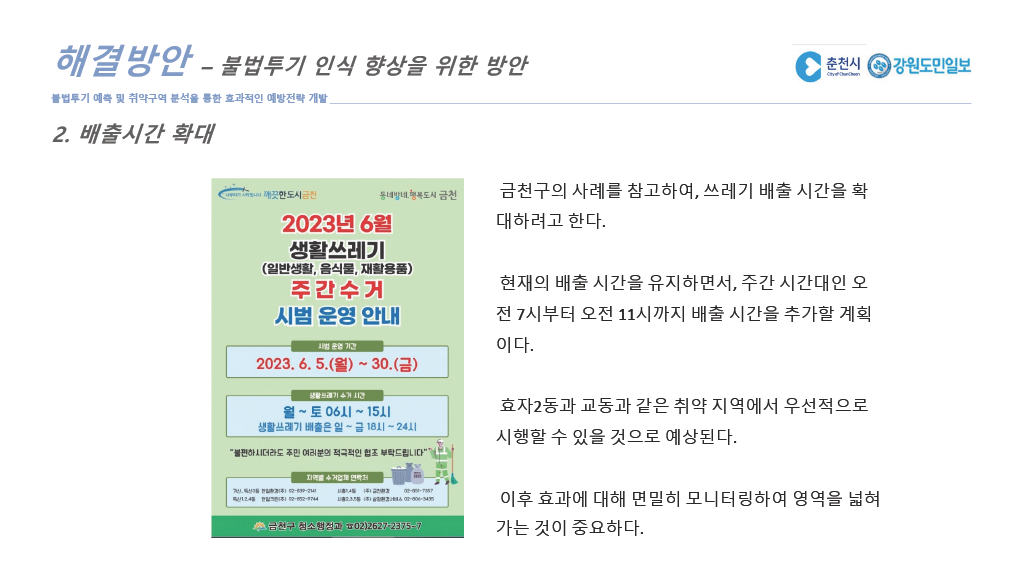 해결방안 – 불법투기 인식 향상을 위한 방안
춘천시
City of ChunCheon
강원도민일보
불법투기 예측 및 취약구역 분석을 통한 효과적인 예방전략 개발
2. 배출시간 확대
깨끗한도시금천
동네방네 행복도시 금천
2023년 6월
생활쓰레기
(일반생활, 음식물, 재활용품)
주간수거
시범 운영 안내
시범 운영 기간
2023. 6. 5.(월) ~ 30.(금)
생활쓰레기 수거 시간
월 ~ 토 06시 ~ 15시
생활쓰레기 배출은 일 ~ 금 18시 ~ 24시
"불편하시더라도 주민 여러분의 적극적인 협조 부탁드립니다"
지역별 수거업체 연락처
금천구 청소행정과 ☎02)2627-2375~7
금천구의 사례를 참고하여, 쓰레기 배출 시간을 확
대하려고 한다.
현재의 배출 시간을 유지하면서, 주간 시간대인 오
전 7시부터 오전 11시까지 배출 시간을 추가할 계획
이다.
효자2동과 교동과 같은 취약 지역에서 우선적으로
시행할 수 있을 것으로 예상된다.
이후 효과에 대해 면밀히 모니터링하여 영역을 넓혀
가는 것이 중요하다.